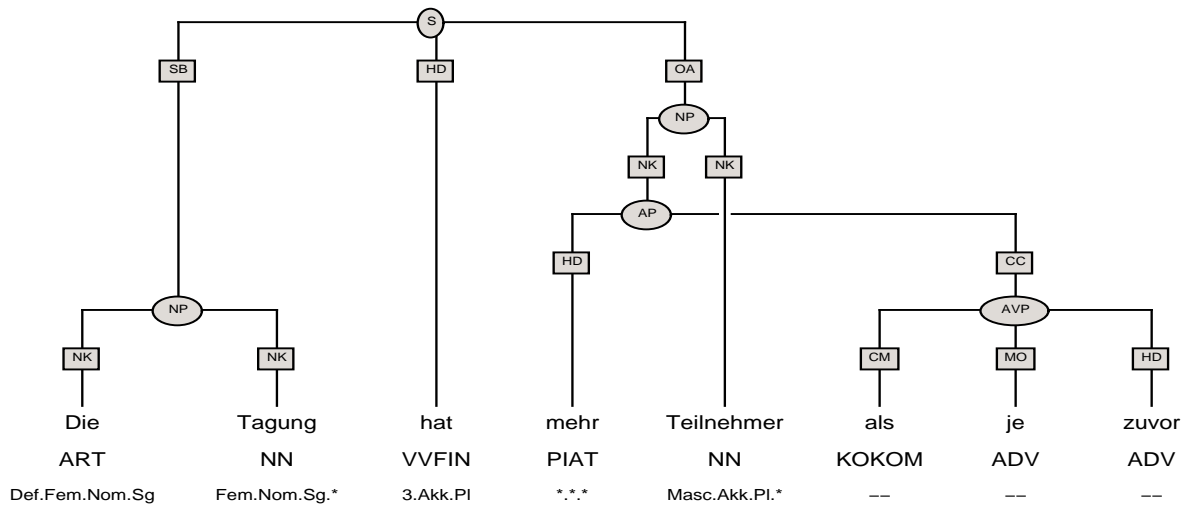 S
SB HD OA
NP
NK NK
AP
HD CC
NP AVP
NK NK CM MO HD
Die Tagung hat mehr Teilnehmer als je zuvor
ART NN VVFIN PIAT NN KOKOM ADV ADV
Def.Fem.Nom.Sg Fem.Nom.Sg.* 3.Akk.Pl *.*.* Masc.Akk.Pl.* −− −− −−